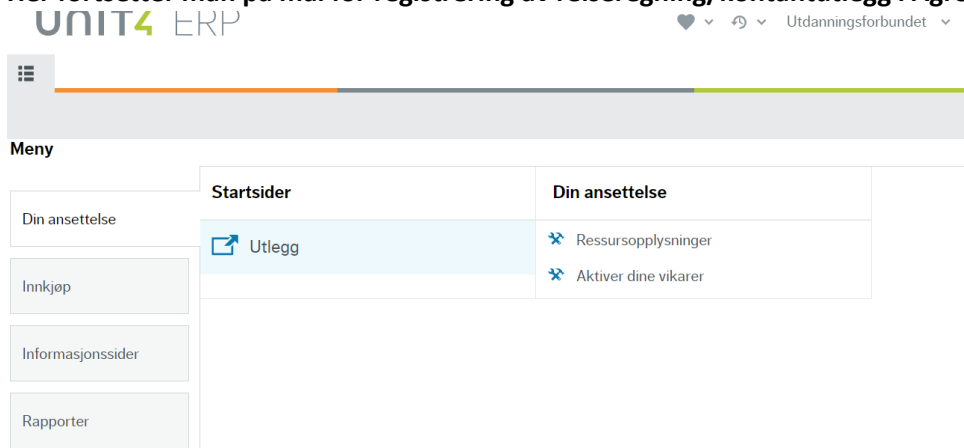 UNIT4 ERP
Utdanningsforbundet
Meny
Din ansettelse
Innkjøp
Informasjonssider
Rapporter
Startsider
Utlegg
Din ansettelse
Ressursopplysninger
Aktiver dine vikarer